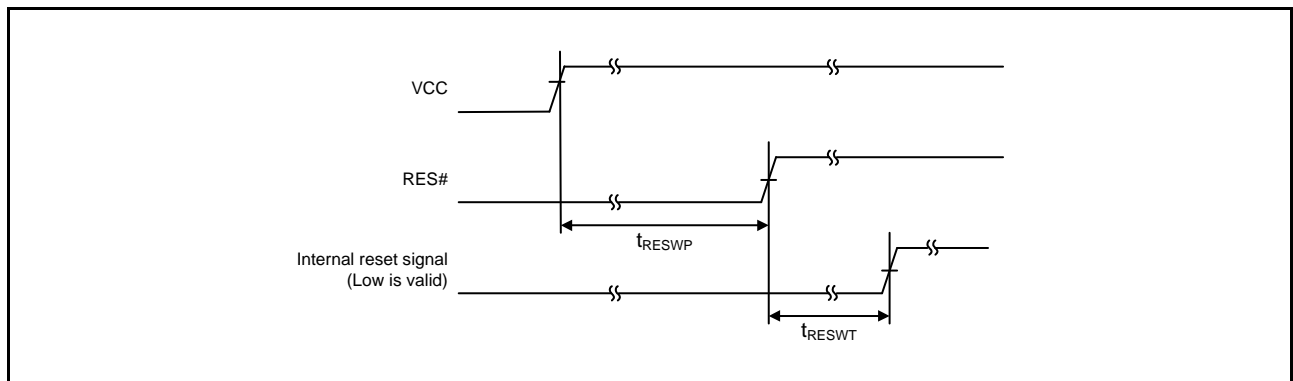 VCC
RES#
tRESWP
Internal reset signal
(Low is valid)
tRESWT